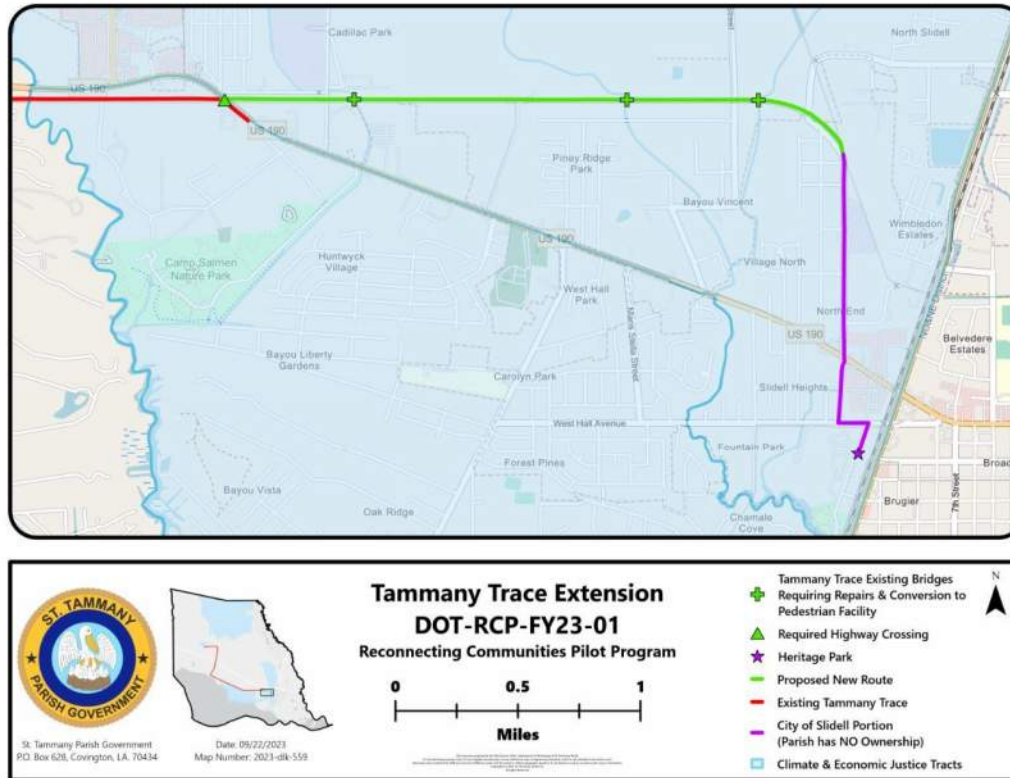 Cadillac Park
North Slidell
US 190
US 190
Piney Ridge
Park
Bayou Vincent
Wimbledon
Estates
Camp Salmen
Nature Park
Huntwyck
Village
US 190
Village North
West Hall
Park
North End
US 190
Belvedere
Estates
Bayou Liberty
Gardens
Carolyn Park
Slidell Heights
West Hall Avenue
Fountain Park
Forest Pines
Bayou Vista
Oak Ridge
Chamale
Cove
Brugier
7th Street
ST. TAMMANY
PARISH GOVERNMENT
St. Tammany Parish Government
P.O. Box 628, Covington, LA. 70434
Date: 09/22/2023
Map Number: 2023-dlk-559
Tammany Trace Extension
DOT-RCP-FY23-01
Reconnecting Communities Pilot Program
0 0.5 1
Miles
Tammany Trace Existing Bridges
Requiring Repairs & Conversion to
Pedestrian Facility
Required Highway Crossing
Heritage Park
Proposed New Route
Existing Tammany Trace
City of Slidell Portion
(Parish has NO Ownership)
Climate & Economic Justice Tracts
N